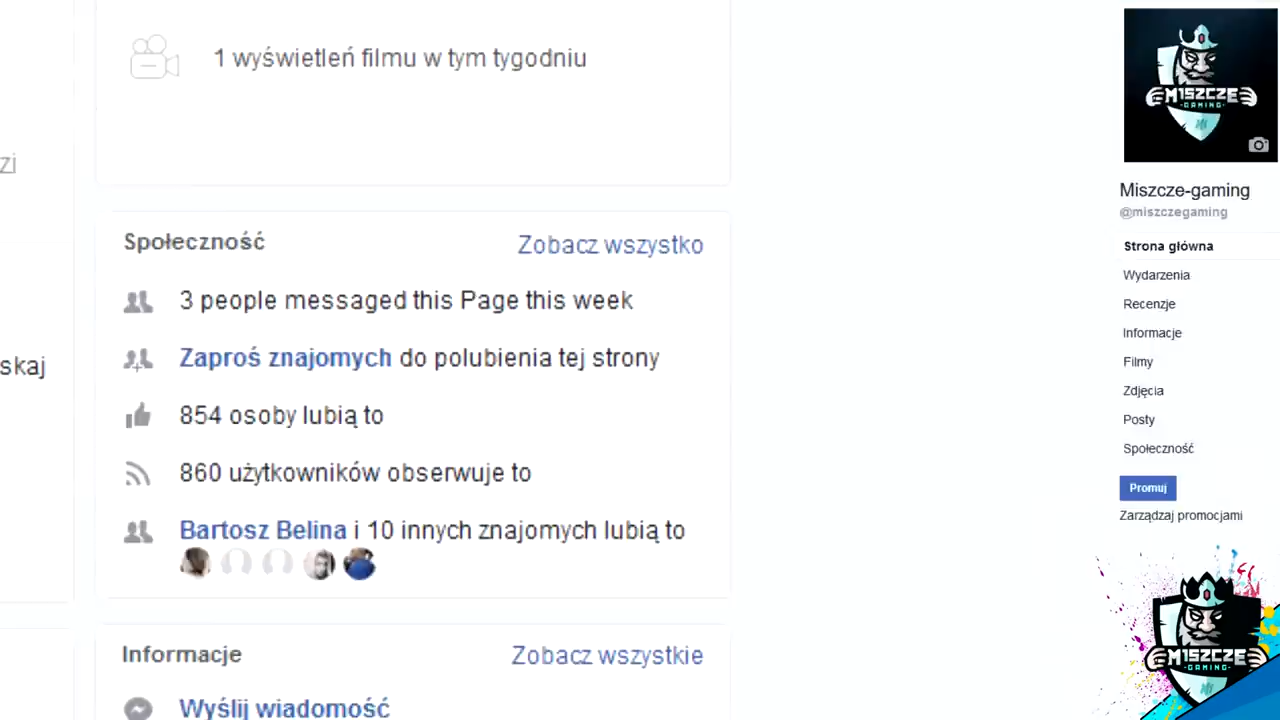 1 wyświetleń filmu w tym tygodniu
zi
skaj
Społeczność
Zobacz wszystko
3 people messaged this Page this week
Zaproś znajomych do polubienia tej strony
854 osoby lubią to
860 użytkowników obserwuje to
Bartosz Belina i 10 innych znajomych lubią to
Informacje
Zobacz wszystkie
Wyślij wiadomość
M1SZCZE
-GAMING-
Miszcze-gaming
@miszczegaming
Strona główna
Wydarzenia
Recenzje
Informacje
Filmy
Zdjęcia
Posty
Społeczność
Promuj
Zarządzaj promocjami
M1SZCZE
-GAMING-